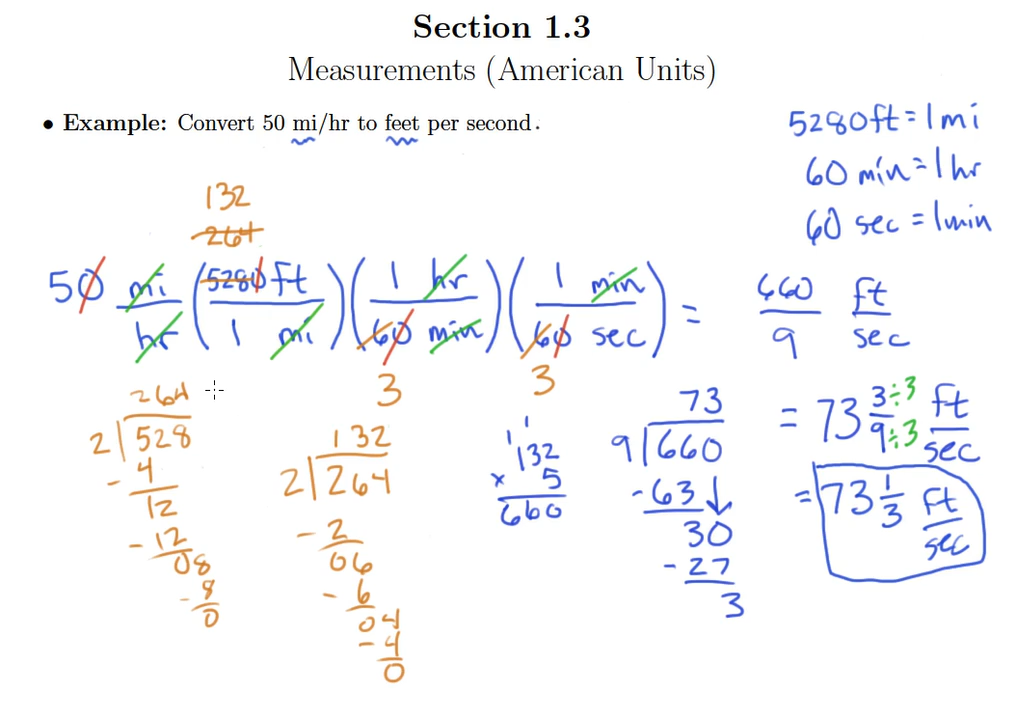 Section 1.3
Measurements (American Units)
• Example: Convert 50 mi/hr to feet per second.
5280ft = 1 mi
60 min = 1 hr
60 sec = 1min
132
264
50 mi/hr (5280 ft / 1 mi)(1 hr / 60 min)(1 min / 60 sec) = 660/9 ft/sec
3 3
= 73 3÷3/9÷3 ft/sec
= 73 1/3 ft/sec
264
2 528
- 4
12
- 12
08
- 8
0
132
2 264
- 2
06
- 6
04
- 4
0
1 1
132
x 5
660
73
9 660
- 63 ↓
30
- 27
3